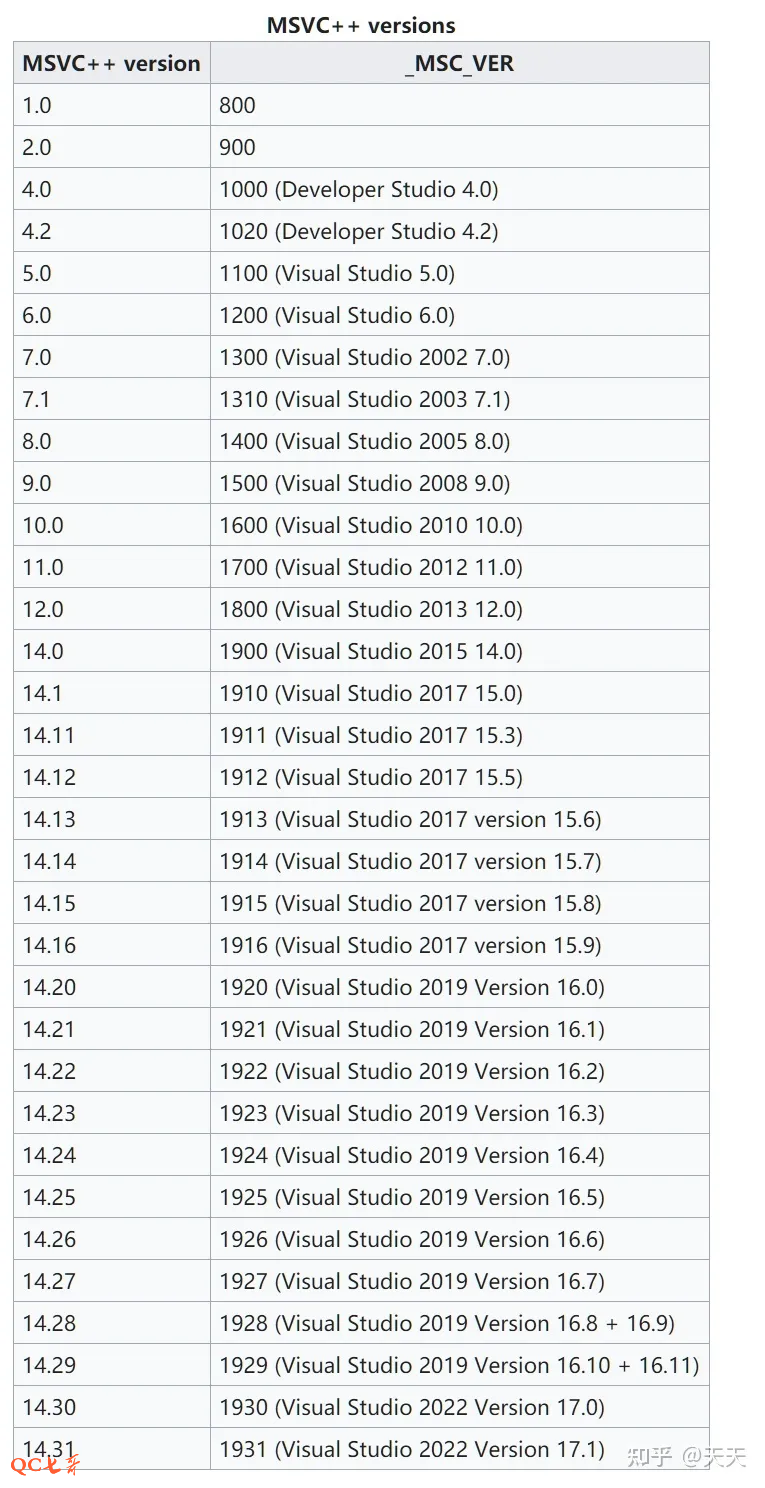 MSVC++ versions
MSVC++ version _MSC_VER
1.0 800
2.0 900
4.0 1000 (Developer Studio 4.0)
4.2 1020 (Developer Studio 4.2)
5.0 1100 (Visual Studio 5.0)
6.0 1200 (Visual Studio 6.0)
7.0 1300 (Visual Studio 2002 7.0)
7.1 1310 (Visual Studio 2003 7.1)
8.0 1400 (Visual Studio 2005 8.0)
9.0 1500 (Visual Studio 2008 9.0)
10.0 1600 (Visual Studio 2010 10.0)
11.0 1700 (Visual Studio 2012 11.0)
12.0 1800 (Visual Studio 2013 12.0)
14.0 1900 (Visual Studio 2015 14.0)
14.1 1910 (Visual Studio 2017 15.0)
14.11 1911 (Visual Studio 2017 15.3)
14.12 1912 (Visual Studio 2017 15.5)
14.13 1913 (Visual Studio 2017 version 15.6)
14.14 1914 (Visual Studio 2017 version 15.7)
14.15 1915 (Visual Studio 2017 version 15.8)
14.16 1916 (Visual Studio 2017 version 15.9)
14.20 1920 (Visual Studio 2019 Version 16.0)
14.21 1921 (Visual Studio 2019 Version 16.1)
14.22 1922 (Visual Studio 2019 Version 16.2)
14.23 1923 (Visual Studio 2019 Version 16.3)
14.24 1924 (Visual Studio 2019 Version 16.4)
14.25 1925 (Visual Studio 2019 Version 16.5)
14.26 1926 (Visual Studio 2019 Version 16.6)
14.27 1927 (Visual Studio 2019 Version 16.7)
14.28 1928 (Visual Studio 2019 Version 16.8 + 16.9)
14.29 1929 (Visual Studio 2019 Version 16.10 + 16.11)
14.30 1930 (Visual Studio 2022 Version 17.0)
14.31 1931 (Visual Studio 2022 Version 17.1)
QC七哥
知乎 @天天